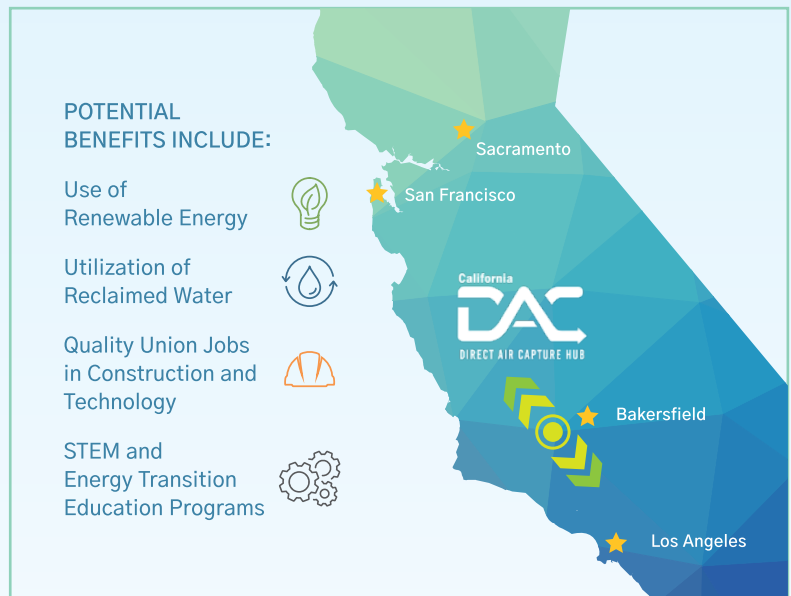 POTENTIAL
BENEFITS INCLUDE:
Use of
Renewable Energy
Utilization of
Reclaimed Water
Quality Union Jobs
in Construction and
Technology
STEM and
Energy Transition
Education Programs
Sacramento
San Francisco
California
DAC
DIRECT AIR CAPTURE HUB
Bakersfield
Los Angeles